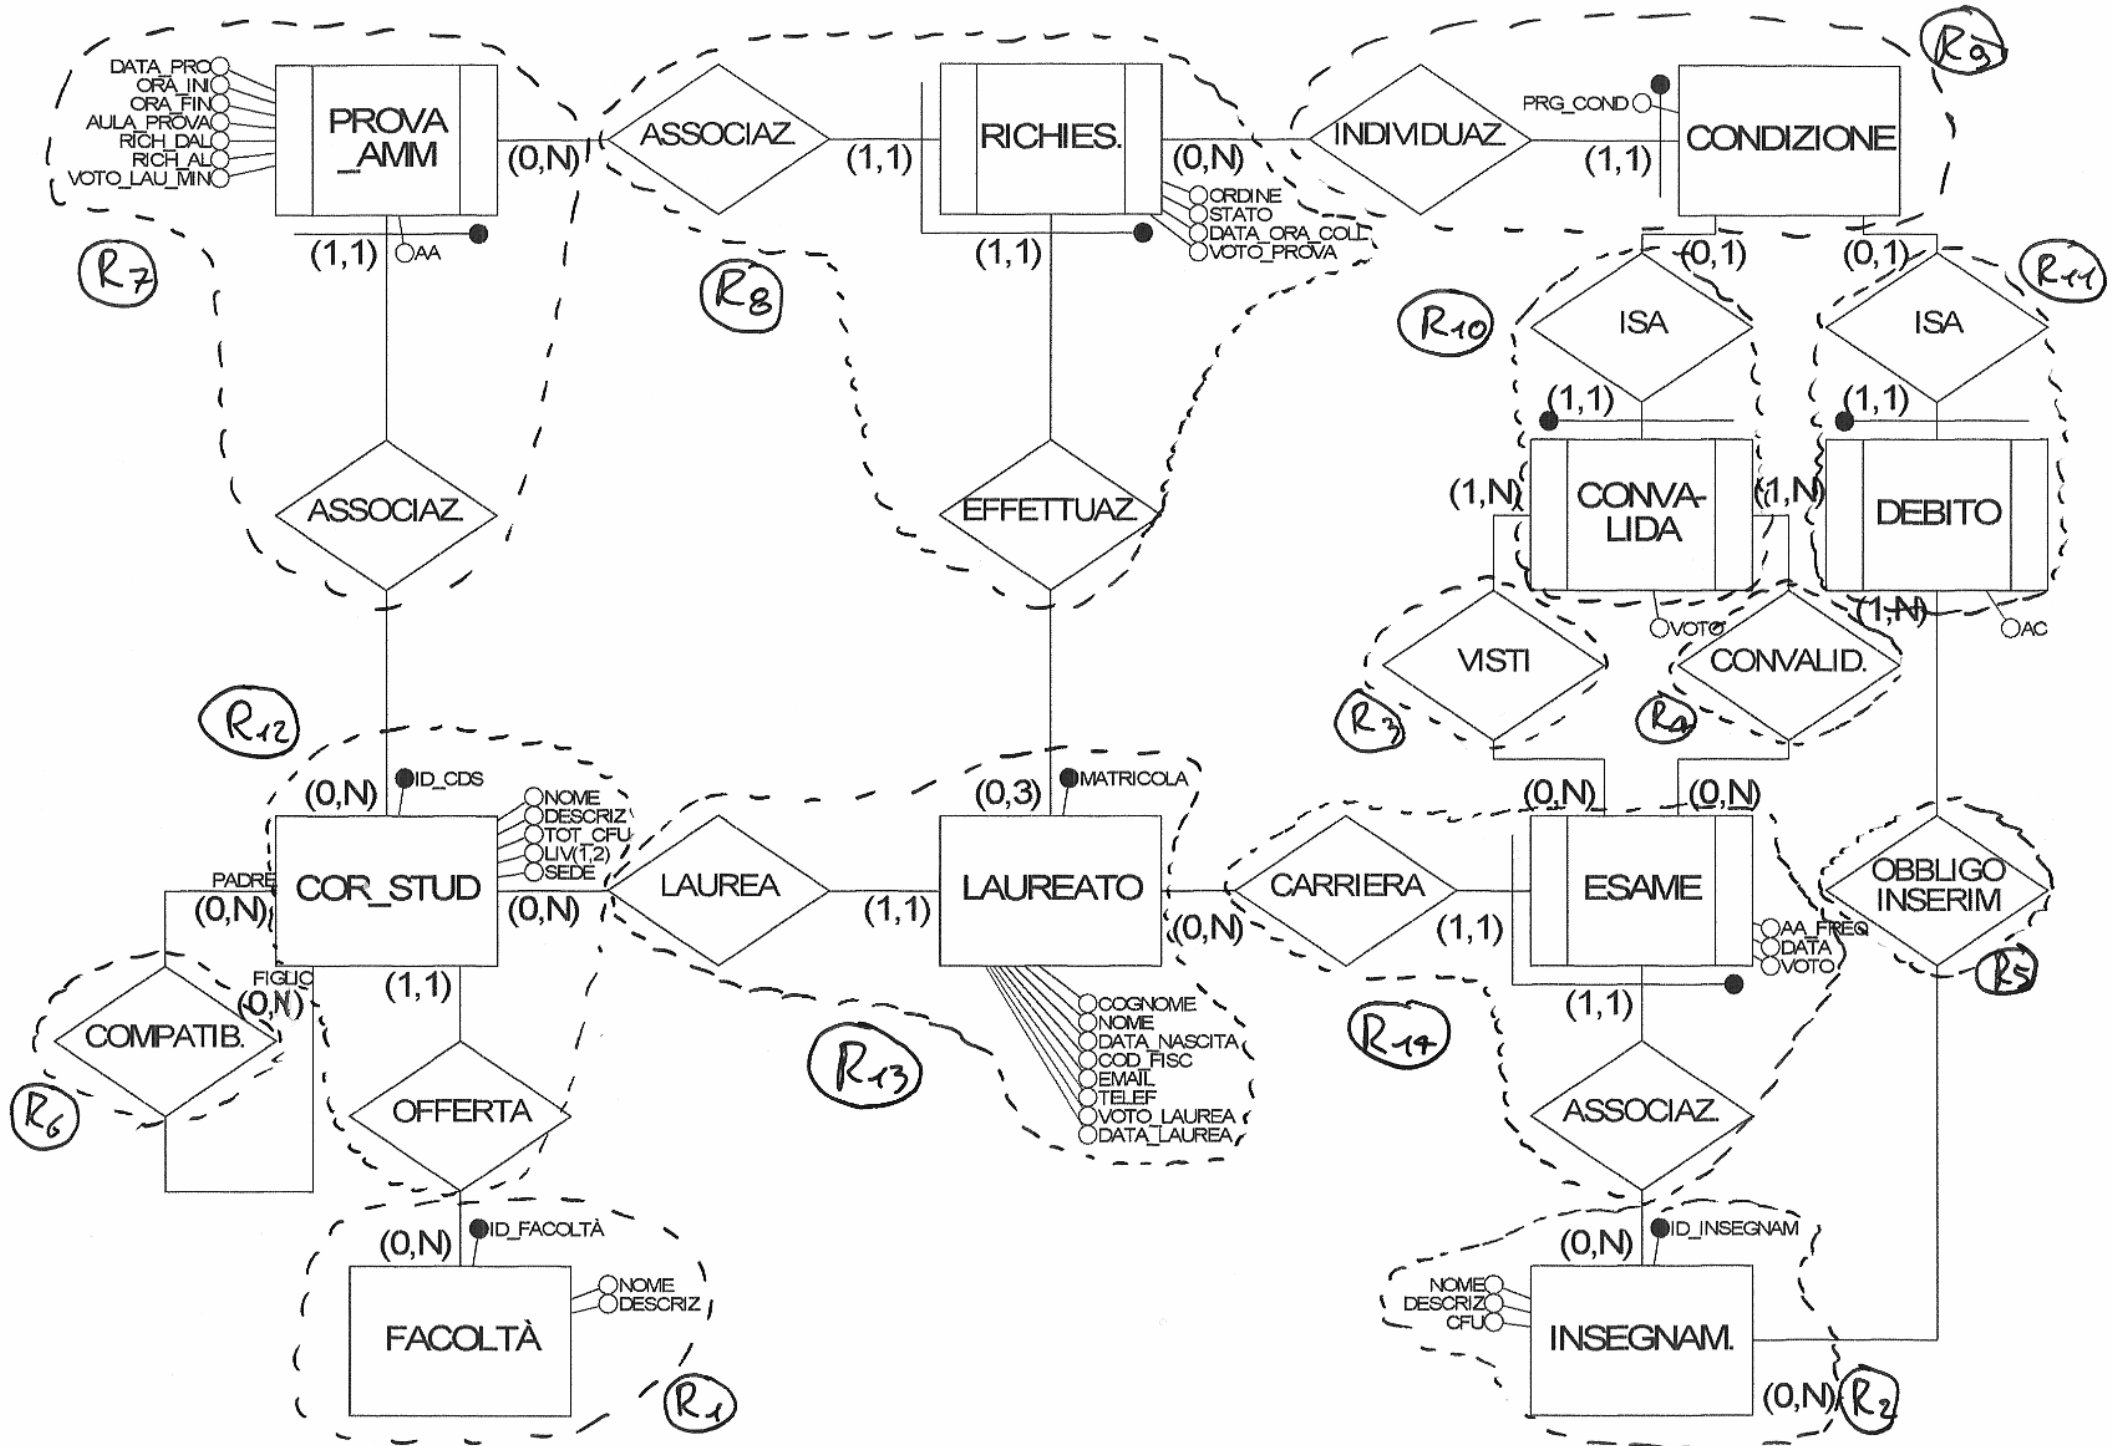 DATA_PRO
ORA_INI
ORA_FIN
AULA_PROVA
RICH_DAL
RICH_AL
VOTO_LAU_MIN
PROVA
_AMM
(0,N)
(1,1)
AA
R7
ASSOCIAZ.
(1,1)
RICHIES.
(0,N)
(1,1)
ORDINE
STATO
DATA_ORA_COLL
VOTO_PROVA
R8
INDIVIDUAZ.
(1,1)
PRG_COND
CONDIZIONE
R9
(0,1)
(0,1)
ISA
R10
ISA
R11
(1,1)
(1,1)
ASSOCIAZ.
EFFETTUAZ.
(1,N)
CONVA-
LIDA
(1,N)
DEBITO
VOTO
(1,N)
AC
VISTI
R3
CONVALID.
R4
R12
(0,N)
ID_CDS
NOME
DESCRIZ
TOT_CFU
LIV(1,2)
SEDE
COR_STUD
(0,N)
(1,1)
PADRE
(0,N)
FIGLIO
(0,N)
COMPATIB.
R6
LAUREA
(1,1)
(0,3)
MATRICOLA
LAUREATO
(0,N)
COGNOME
NOME
DATA_NASCITA
COD_FISC
EMAIL
TELEF
VOTO_LAUREA
DATA_LAUREA
R13
CARRIERA
(1,1)
(0,N)
(0,N)
ESAME
AA_FREQ
DATA
VOTO
(1,1)
R14
OBBLIGO
INSERIM
R5
OFFERTA
ASSOCIAZ.
(0,N)
ID_FACOLTÀ
NOME
DESCRIZ
FACOLTÀ
R1
(0,N)
ID_INSEGNAM
NOME
DESCRIZ
CFU
INSEGNAM.
(0,N)
R2